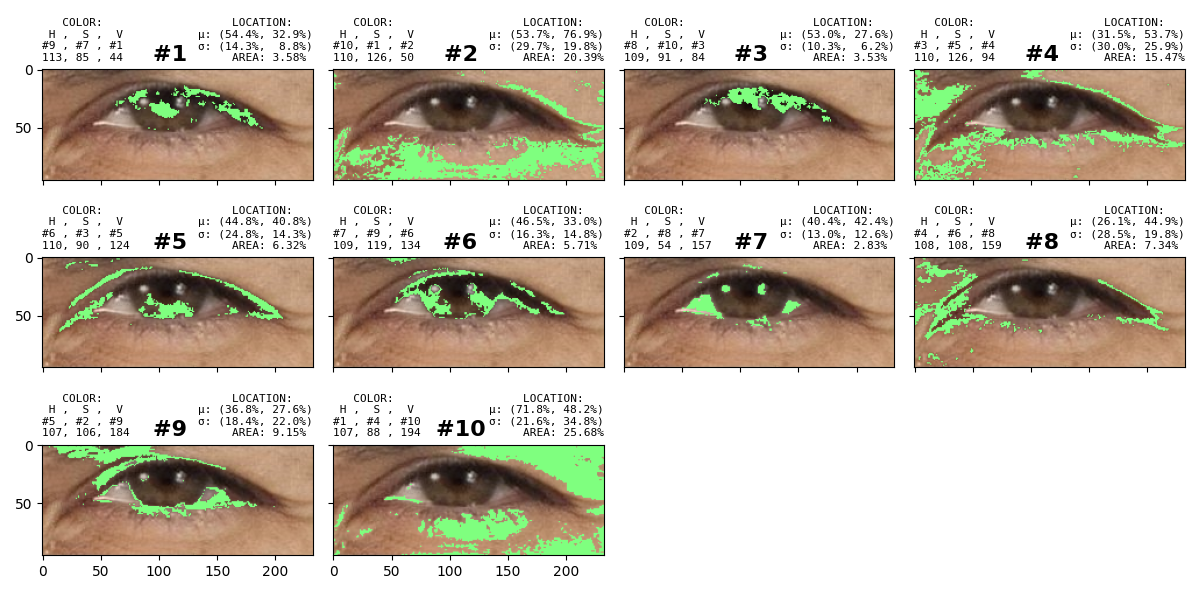 COLOR: LOCATION: COLOR: LOCATION: COLOR: LOCATION: COLOR: LOCATION:
H , S , V μ: (54.4%, 32.9%) H , S , V μ: (53.7%, 76.9%) H , S , V μ: (53.0%, 27.6%) H , S , V μ: (31.5%, 53.7%)
#9 , #7 , #1 #1 σ: (14.3%, 8.8%) #10, #1 , #2 #2 σ: (29.7%, 19.8%) #8 , #10, #3 #3 σ: (10.3%, 6.2%) #3 , #5 , #4 #4 σ: (30.0%, 25.9%)
113, 85 , 44 AREA: 3.58% 110, 126, 50 AREA: 20.39% 109, 91 , 84 AREA: 3.53% 110, 126, 94 AREA: 15.47%
0
50
COLOR: LOCATION: COLOR: LOCATION: COLOR: LOCATION: COLOR: LOCATION:
H , S , V μ: (44.8%, 40.8%) H , S , V μ: (46.5%, 33.0%) H , S , V μ: (40.4%, 42.4%) H , S , V μ: (26.1%, 44.9%)
#6 , #3 , #5 #5 σ: (24.8%, 14.3%) #7 , #9 , #6 #6 σ: (16.3%, 14.8%) #2 , #8 , #7 #7 σ: (13.0%, 12.6%) #4 , #6 , #8 #8 σ: (28.5%, 19.8%)
110, 90 , 124 AREA: 6.32% 109, 119, 134 AREA: 5.71% 109, 54 , 157 AREA: 2.83% 108, 108, 159 AREA: 7.34%
0
50
COLOR: LOCATION: COLOR: LOCATION:
H , S , V μ: (36.8%, 27.6%) H , S , V μ: (71.8%, 48.2%)
#5 , #2 , #9 #9 σ: (18.4%, 22.0%) #1 , #4 , #10 #10 σ: (21.6%, 34.8%)
107, 106, 184 AREA: 9.15% 107, 88 , 194 AREA: 25.68%
0
50
0 50 100 150 200 0 50 100 150 200